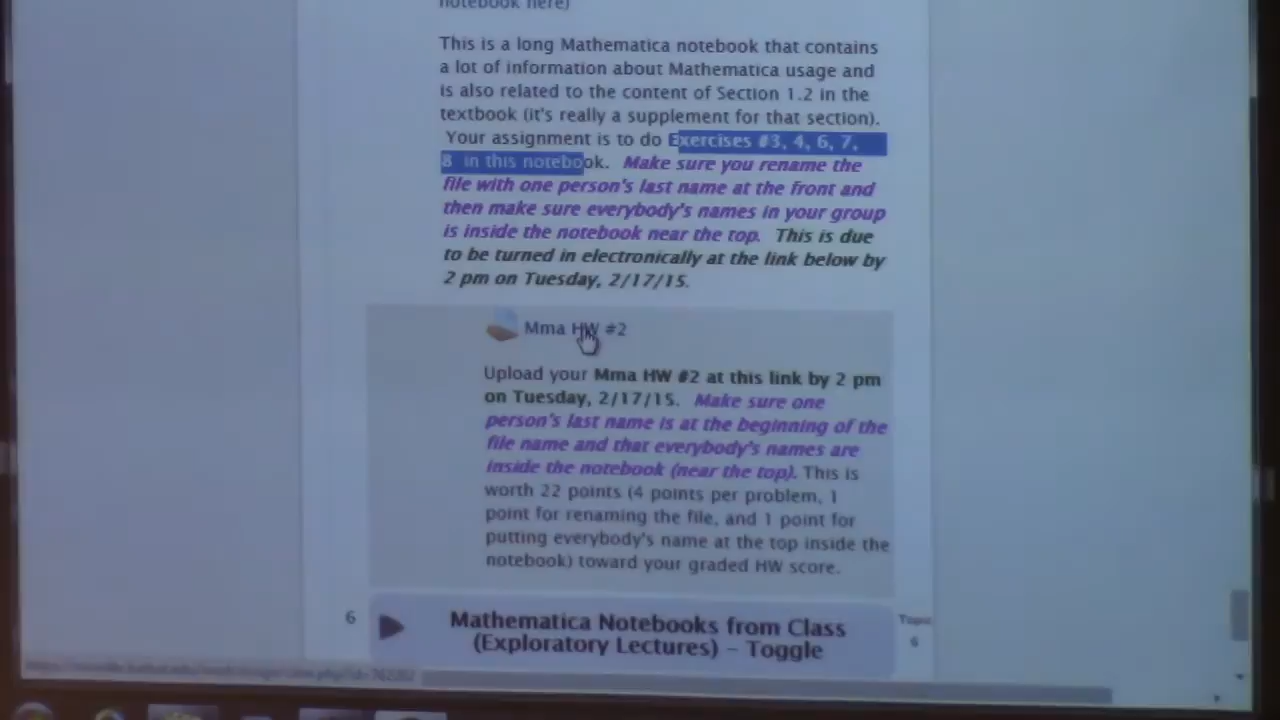 notebook here)
This is a long Mathematica notebook that contains
a lot of information about Mathematica usage and
is also related to the content of Section 1.2 in the
textbook (it's really a supplement for that section).
Your assignment is to do Exercises #3, 4, 6, 7,
8 in this notebook. Make sure you rename the
file with one person's last name at the front and
then make sure everybody's names in your group
is inside the notebook near the top. This is due
to be turned in electronically at the link below by
2 pm on Tuesday, 2/17/15.
Mma HW #2
Upload your Mma HW #2 at this link by 2 pm
on Tuesday, 2/17/15. Make sure one
person's last name is at the beginning of the
file name and that everybody's names are
inside the notebook (near the top). This is
worth 22 points (4 points per problem, 1
point for renaming the file, and 1 point for
putting everybody's name at the top inside the
notebook) toward your graded HW score.
6
Mathematica Notebooks from Class
(Exploratory Lectures) – Toggle
Topic
6